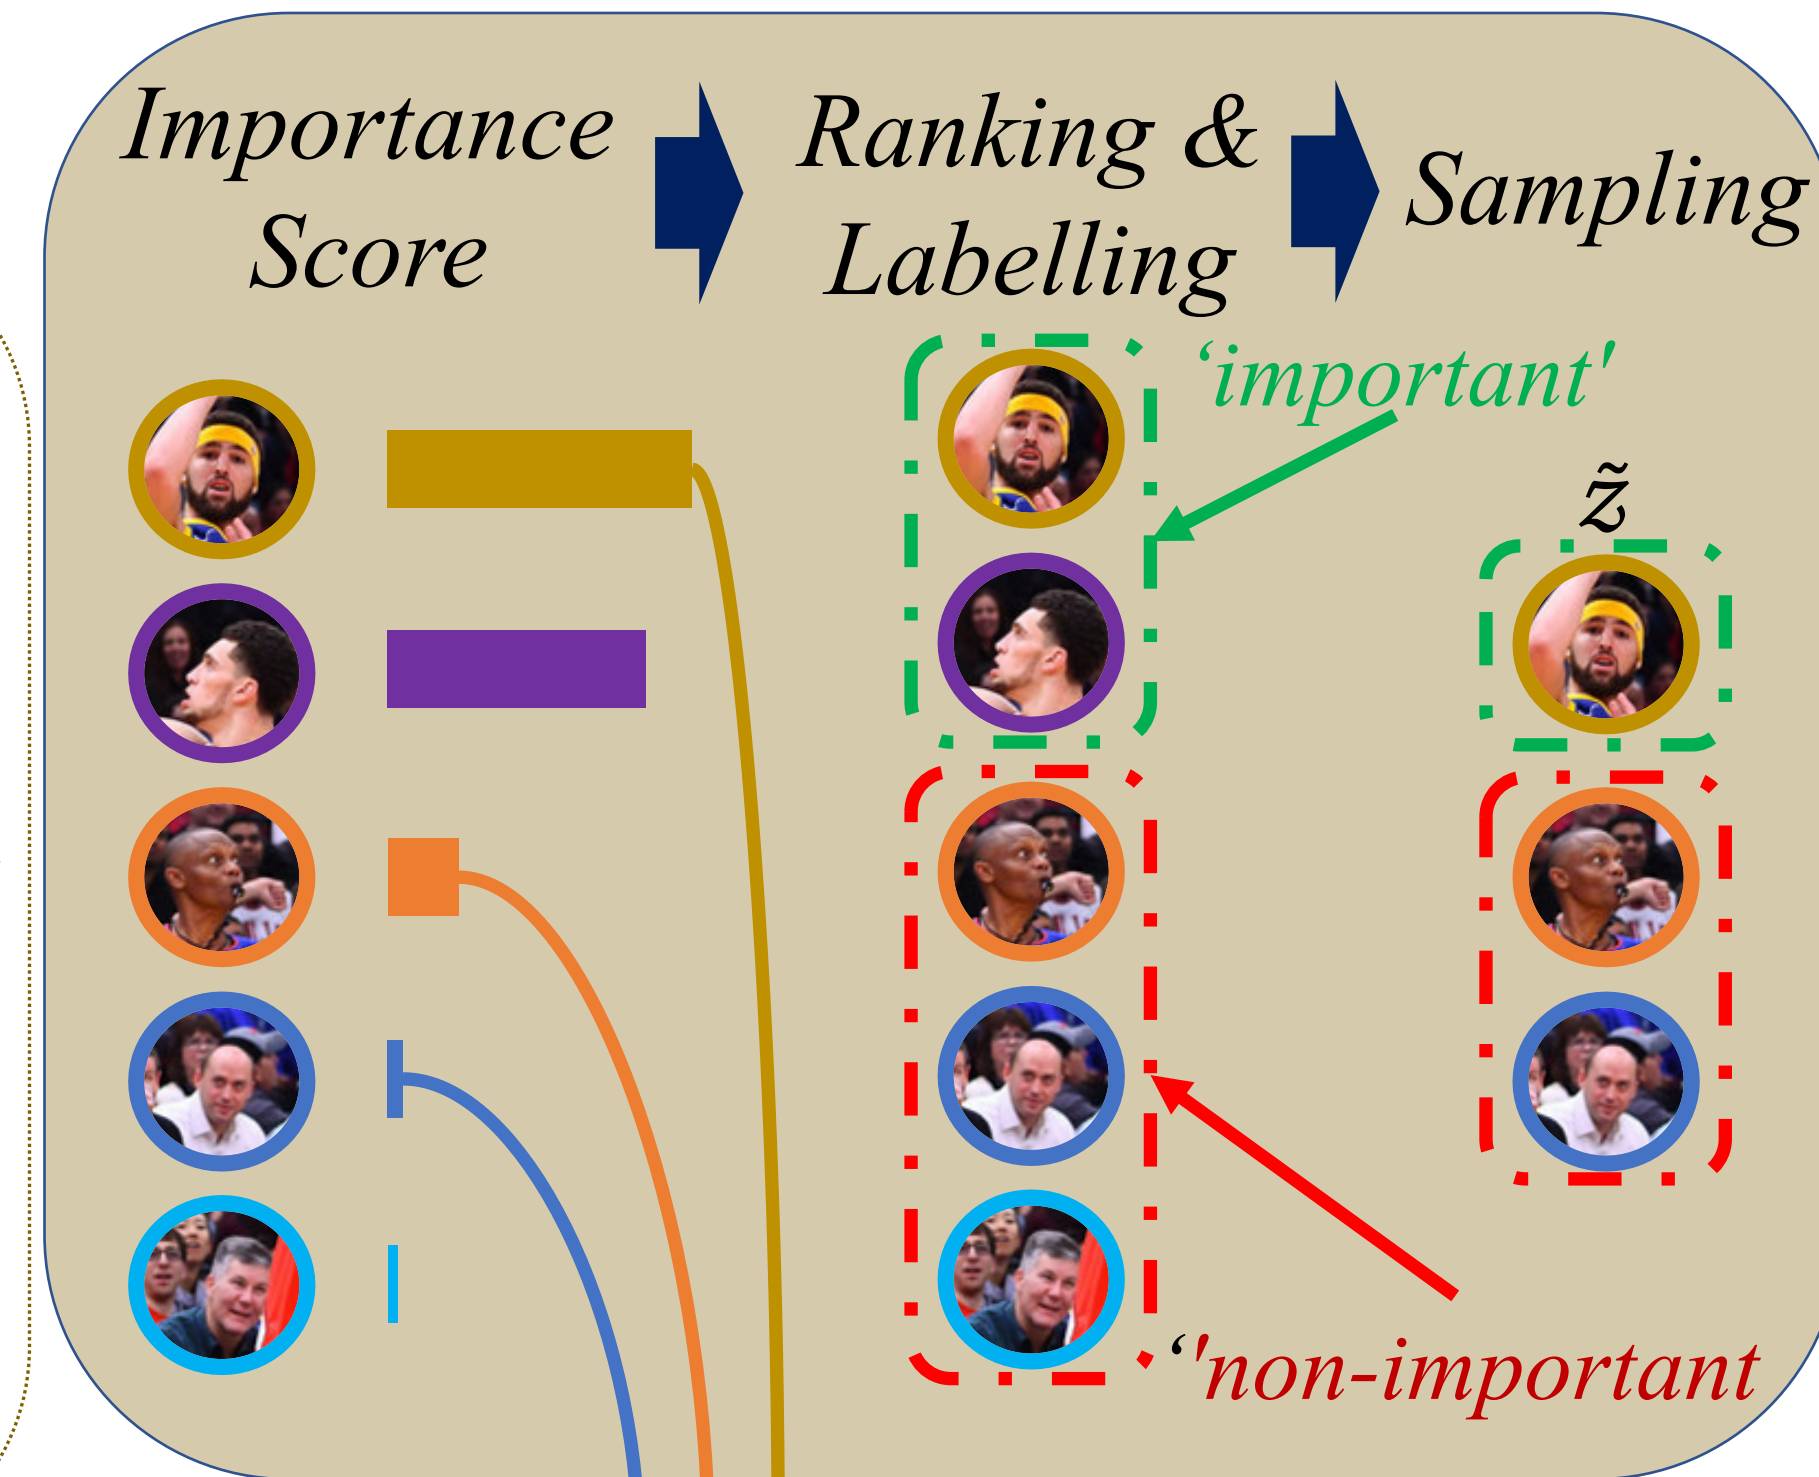 Importance
Score
Ranking &
Labelling
Sampling
‘important'
z̃
‘'non-important